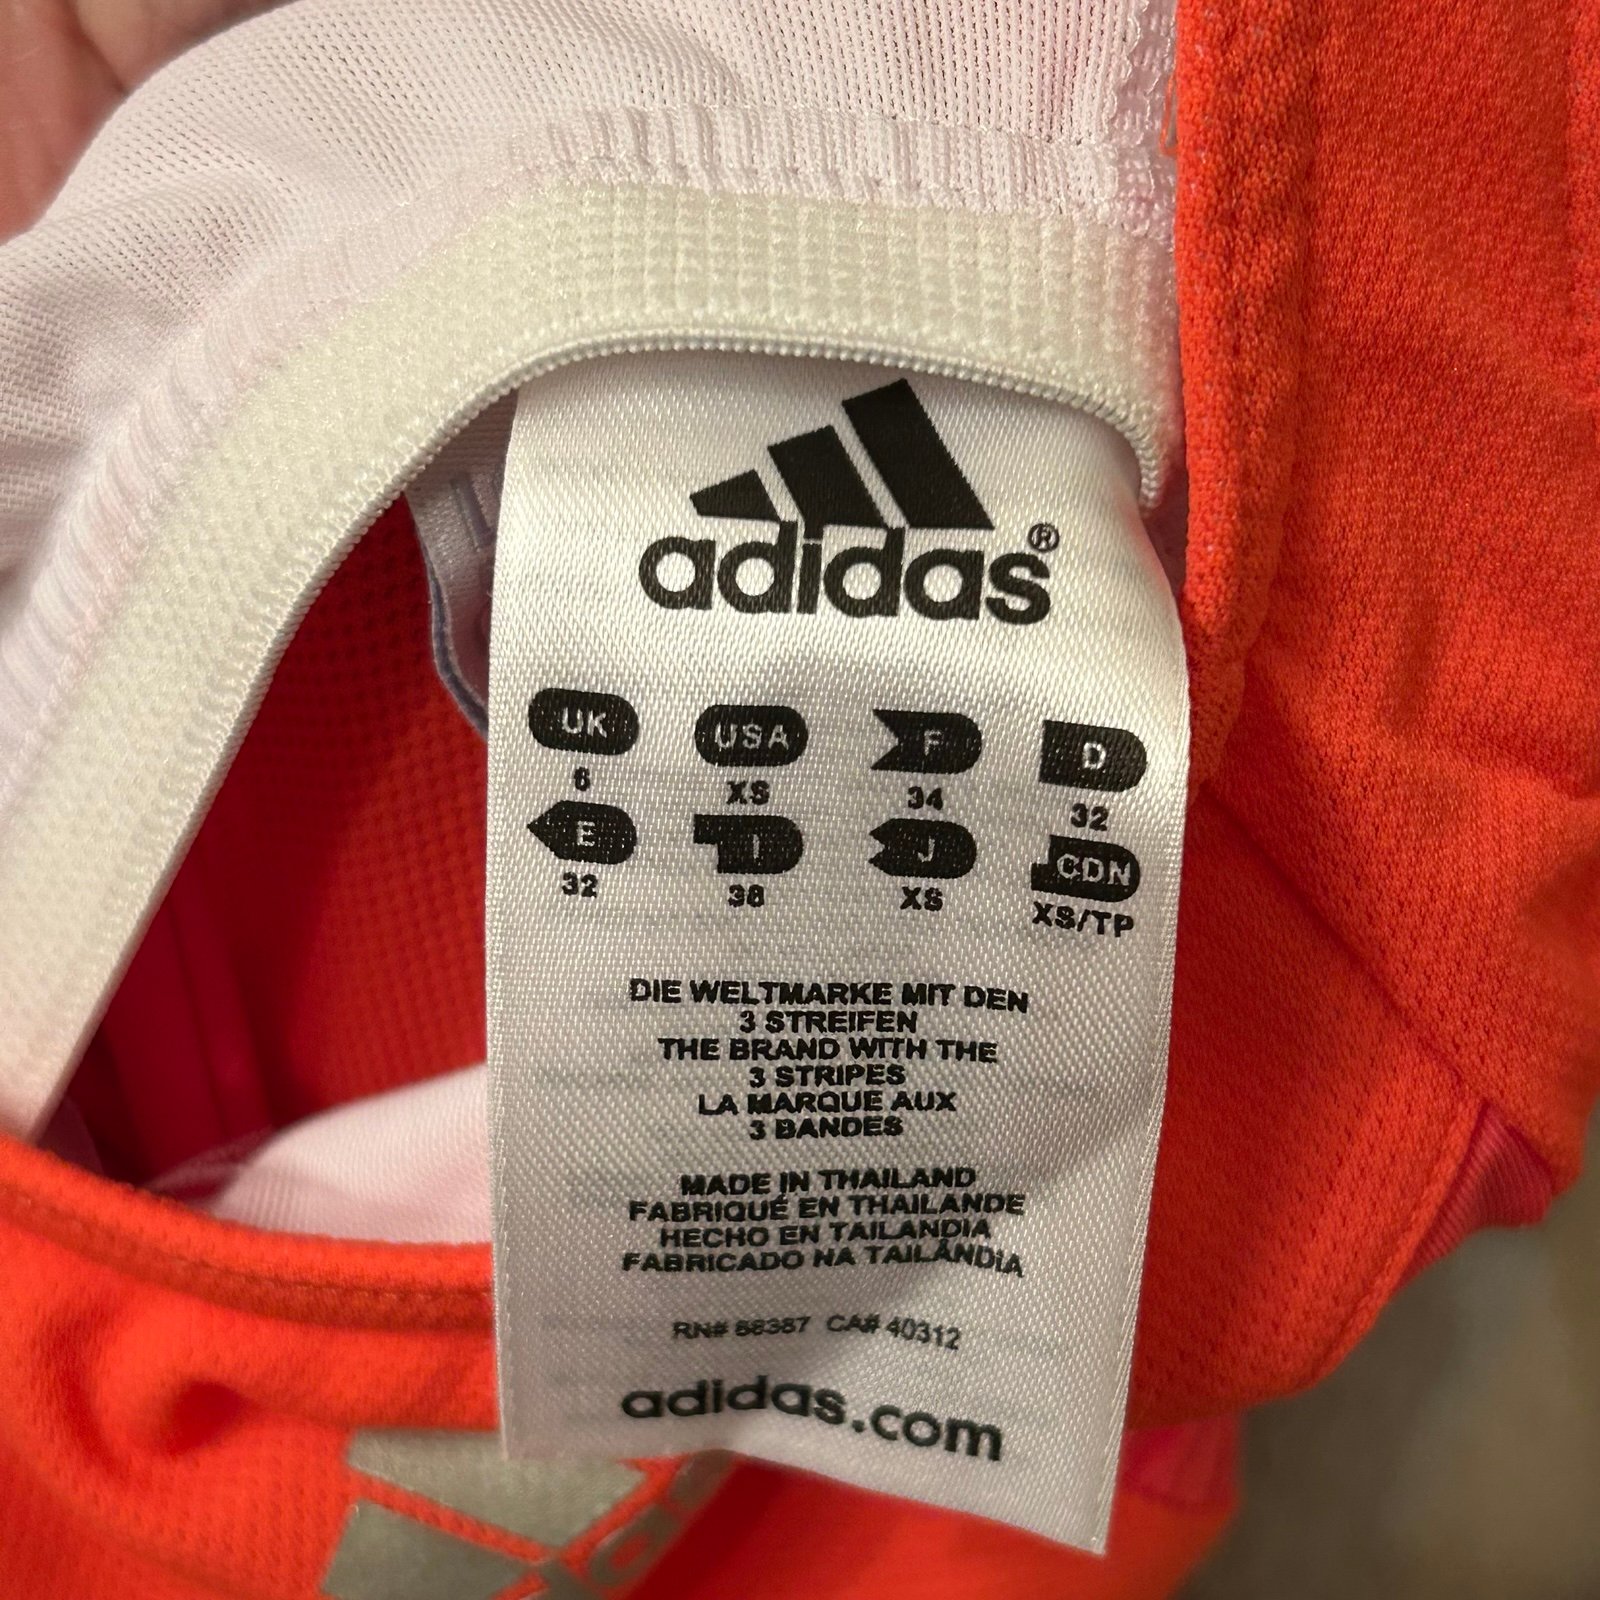 adidas®
UK USA F D
6 XS 34 32
E I J CDN
32 38 XS XS/TP
DIE WELTMARKE MIT DEN
3 STREIFEN
THE BRAND WITH THE
3 STRIPES
LA MARQUE AUX
3 BANDES
MADE IN THAILAND
FABRIQUÉ EN THAILANDE
HECHO EN TAILANDIA
FABRICADO NA TAILÂNDIA
RN# 88387 CA# 40312
adidas.com